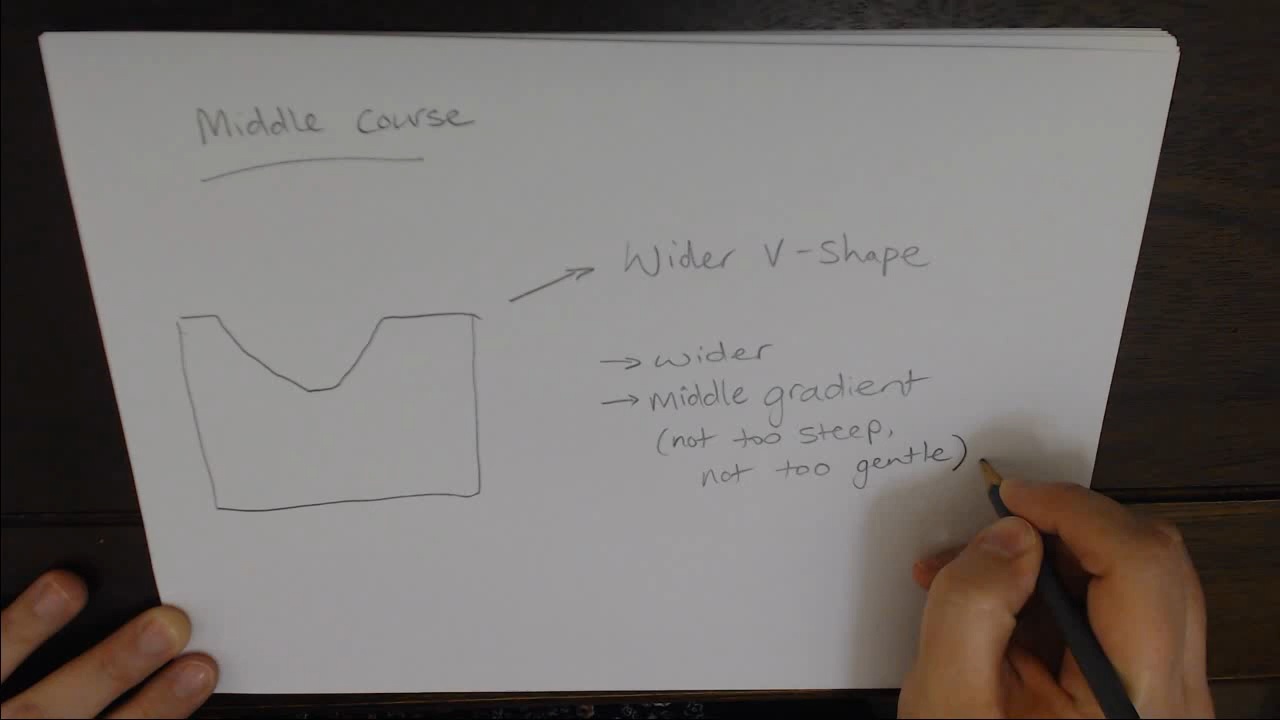 Middle course
Wider V-shape
→ wider
→ Middle gradient
(not too steep,
not too gentle)